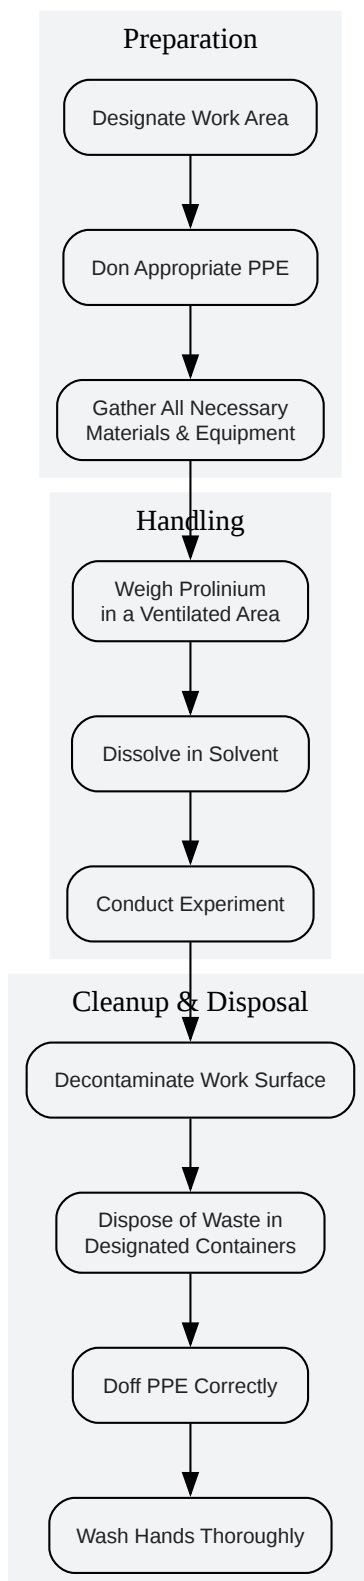 Preparation
Designate Work Area
Don Appropriate PPE
Gather All Necessary
Materials & Equipment
Handling
Weigh Prolinium
in a Ventilated Area
Dissolve in Solvent
Conduct Experiment
Cleanup & Disposal
Decontaminate Work Surface
Dispose of Waste in
Designated Containers
Doff PPE Correctly
Wash Hands Thoroughly